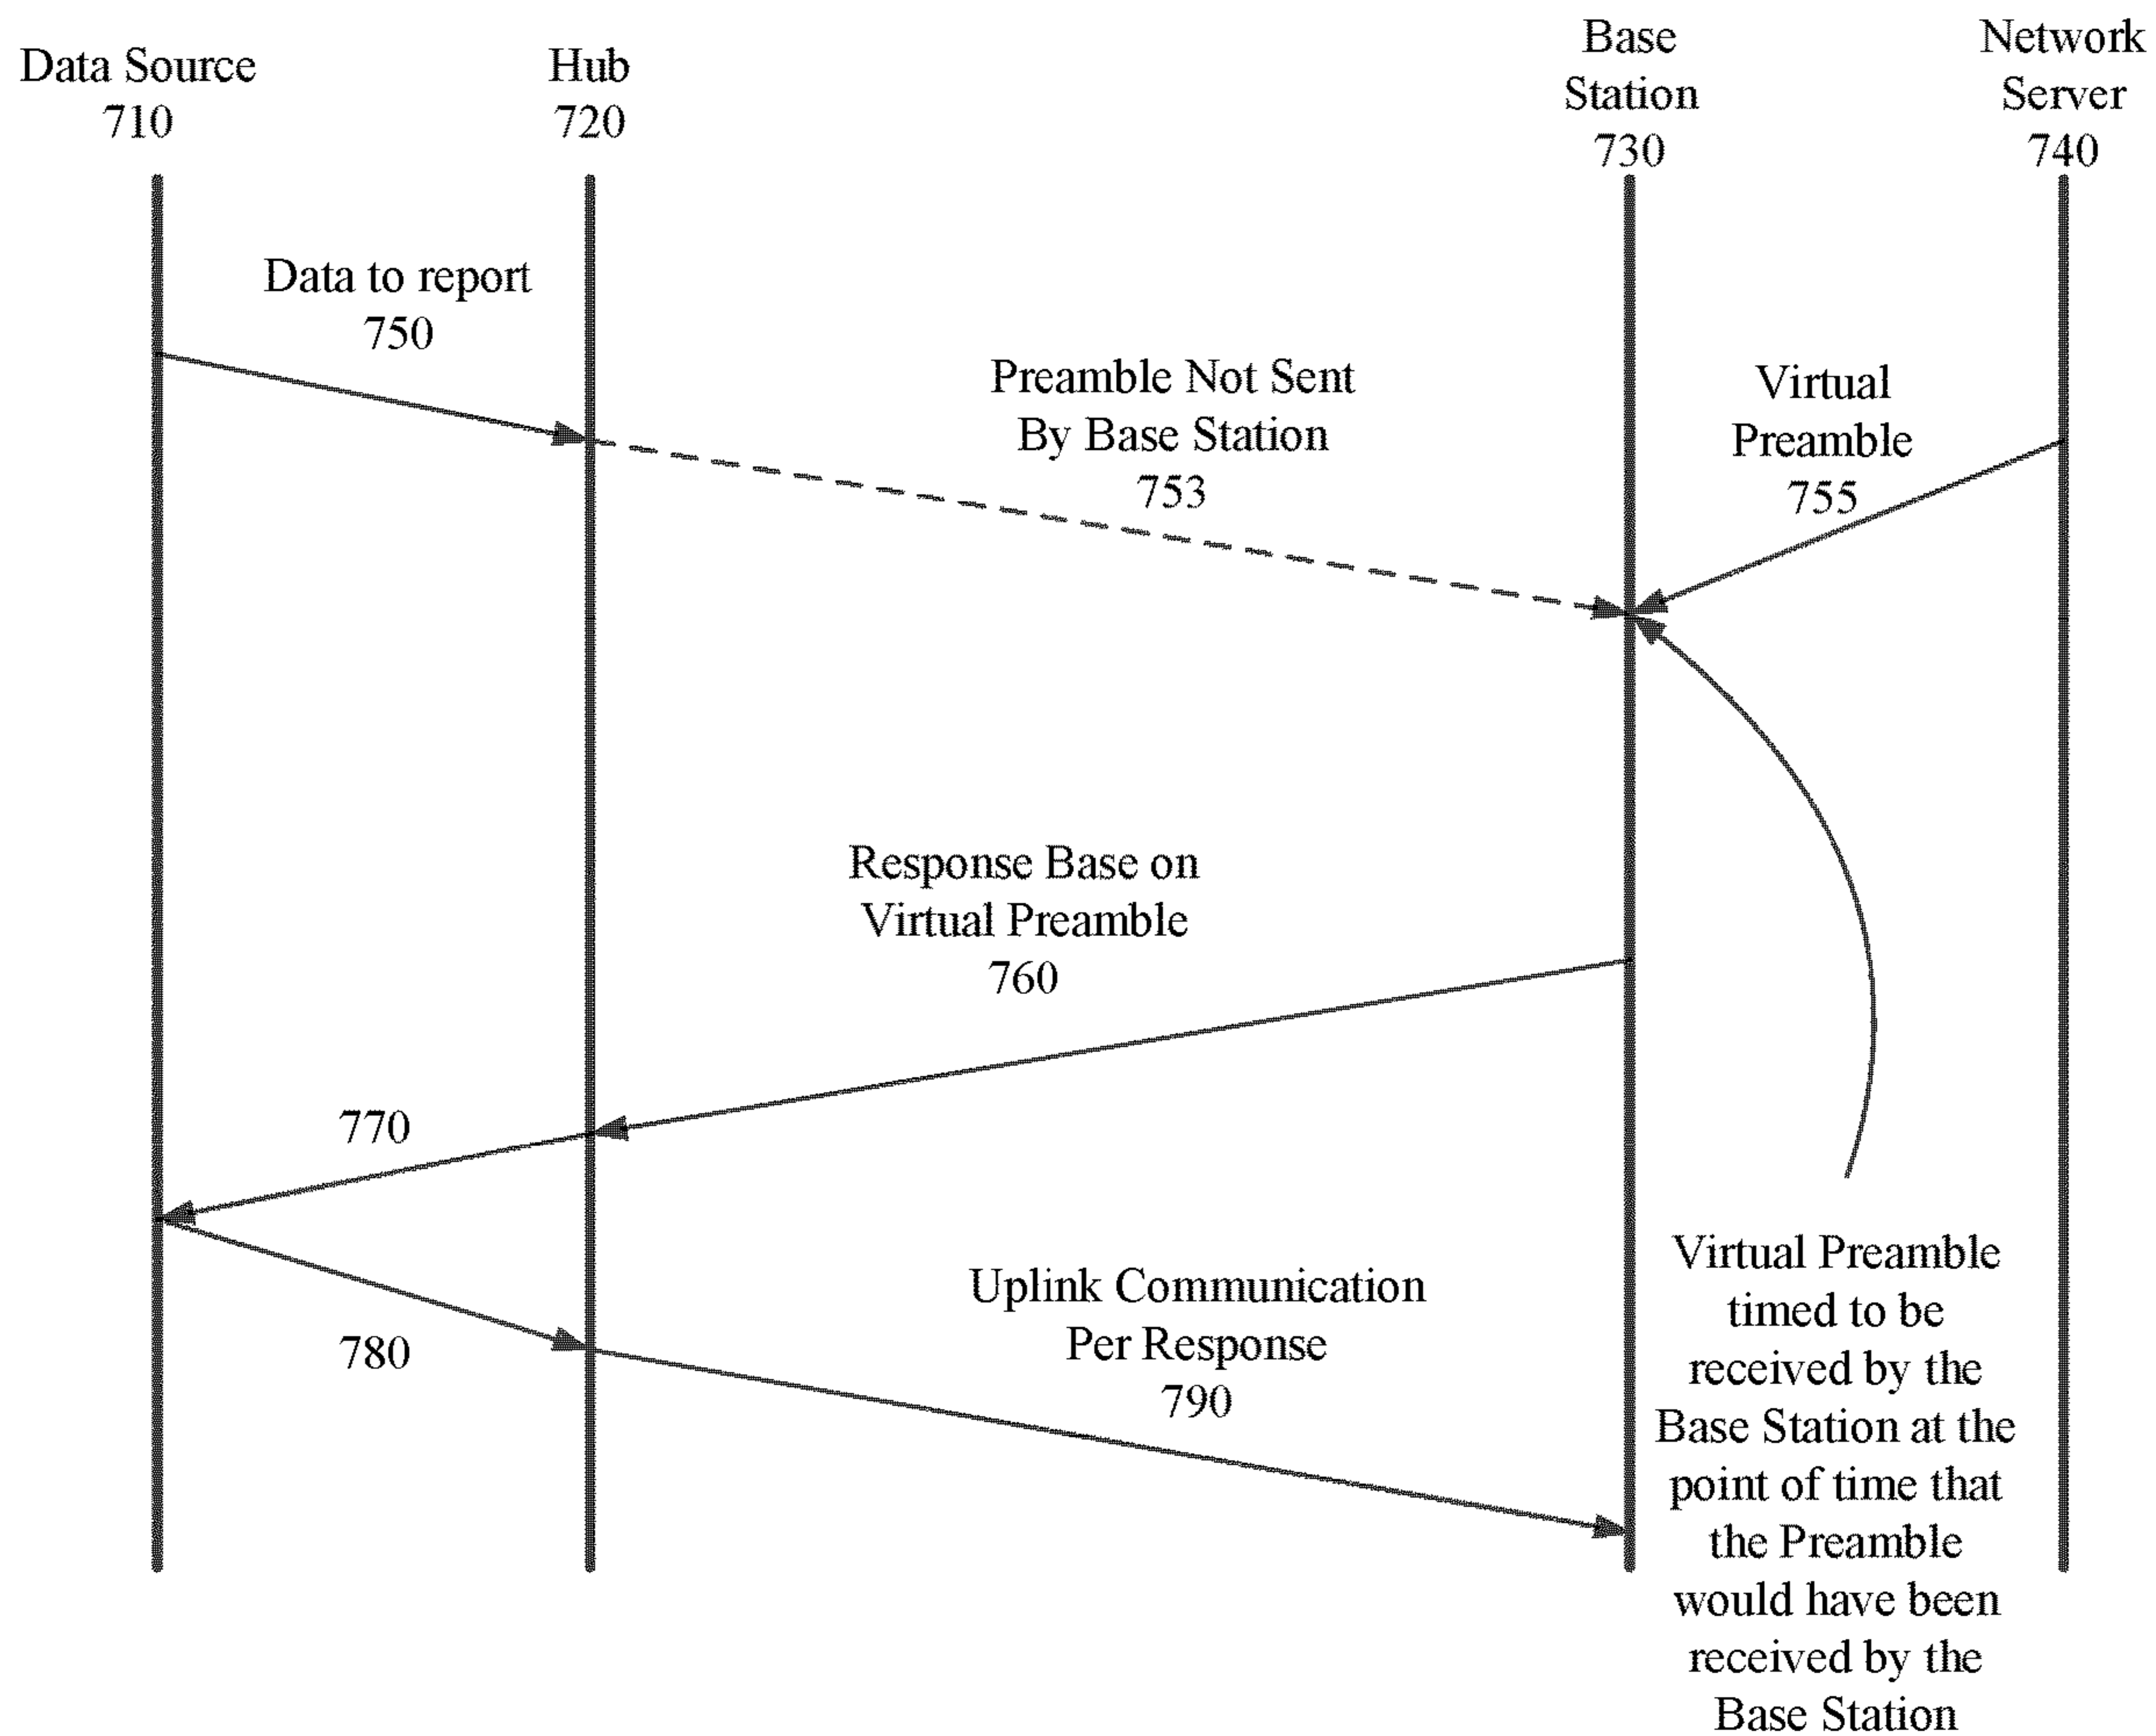 Data Source
710
Hub
720
Base
Station
730
Network
Server
740
Data to report
750
Preamble Not Sent
By Base Station
753
Virtual
Preamble
755
Response Base on
Virtual Preamble
760
770
780
Uplink Communication
Per Response
790
Virtual Preamble
timed to be
received by the
Base Station at the
point of time that
the Preamble
would have been
received by the
Base Station